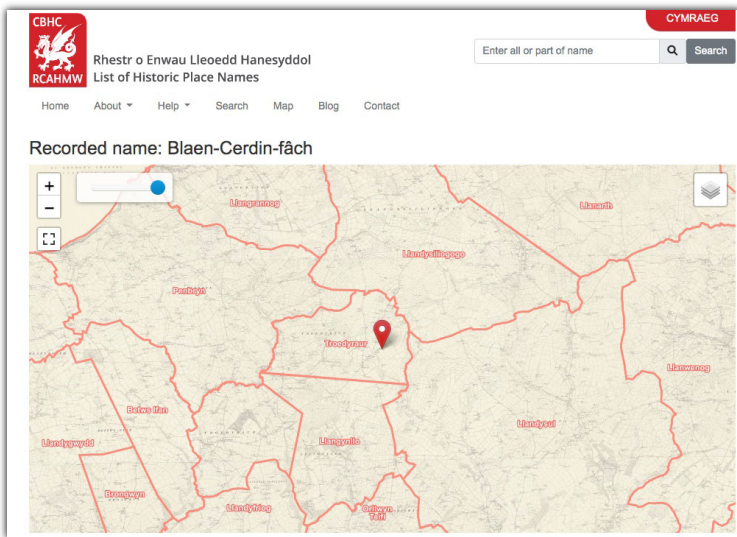 CYMRAEG
CBHC
RCAHMW
Rhestr o Enwau Lleoedd Hanesyddol
List of Historic Place Names
Enter all or part of name
Search
Home About Help Search Map Blog Contact
Recorded name: Blaen-Cerdin-fâch
+
−
Llangrannog
Llanarth
Llandysiliogogo
Penbryn
Troedyraur
Llanwenog
Betws Ifan
Llandysul
Llandygwydd
Llangynllo
Brongwyn
Llandyfriog
Orllwyn
Teifi